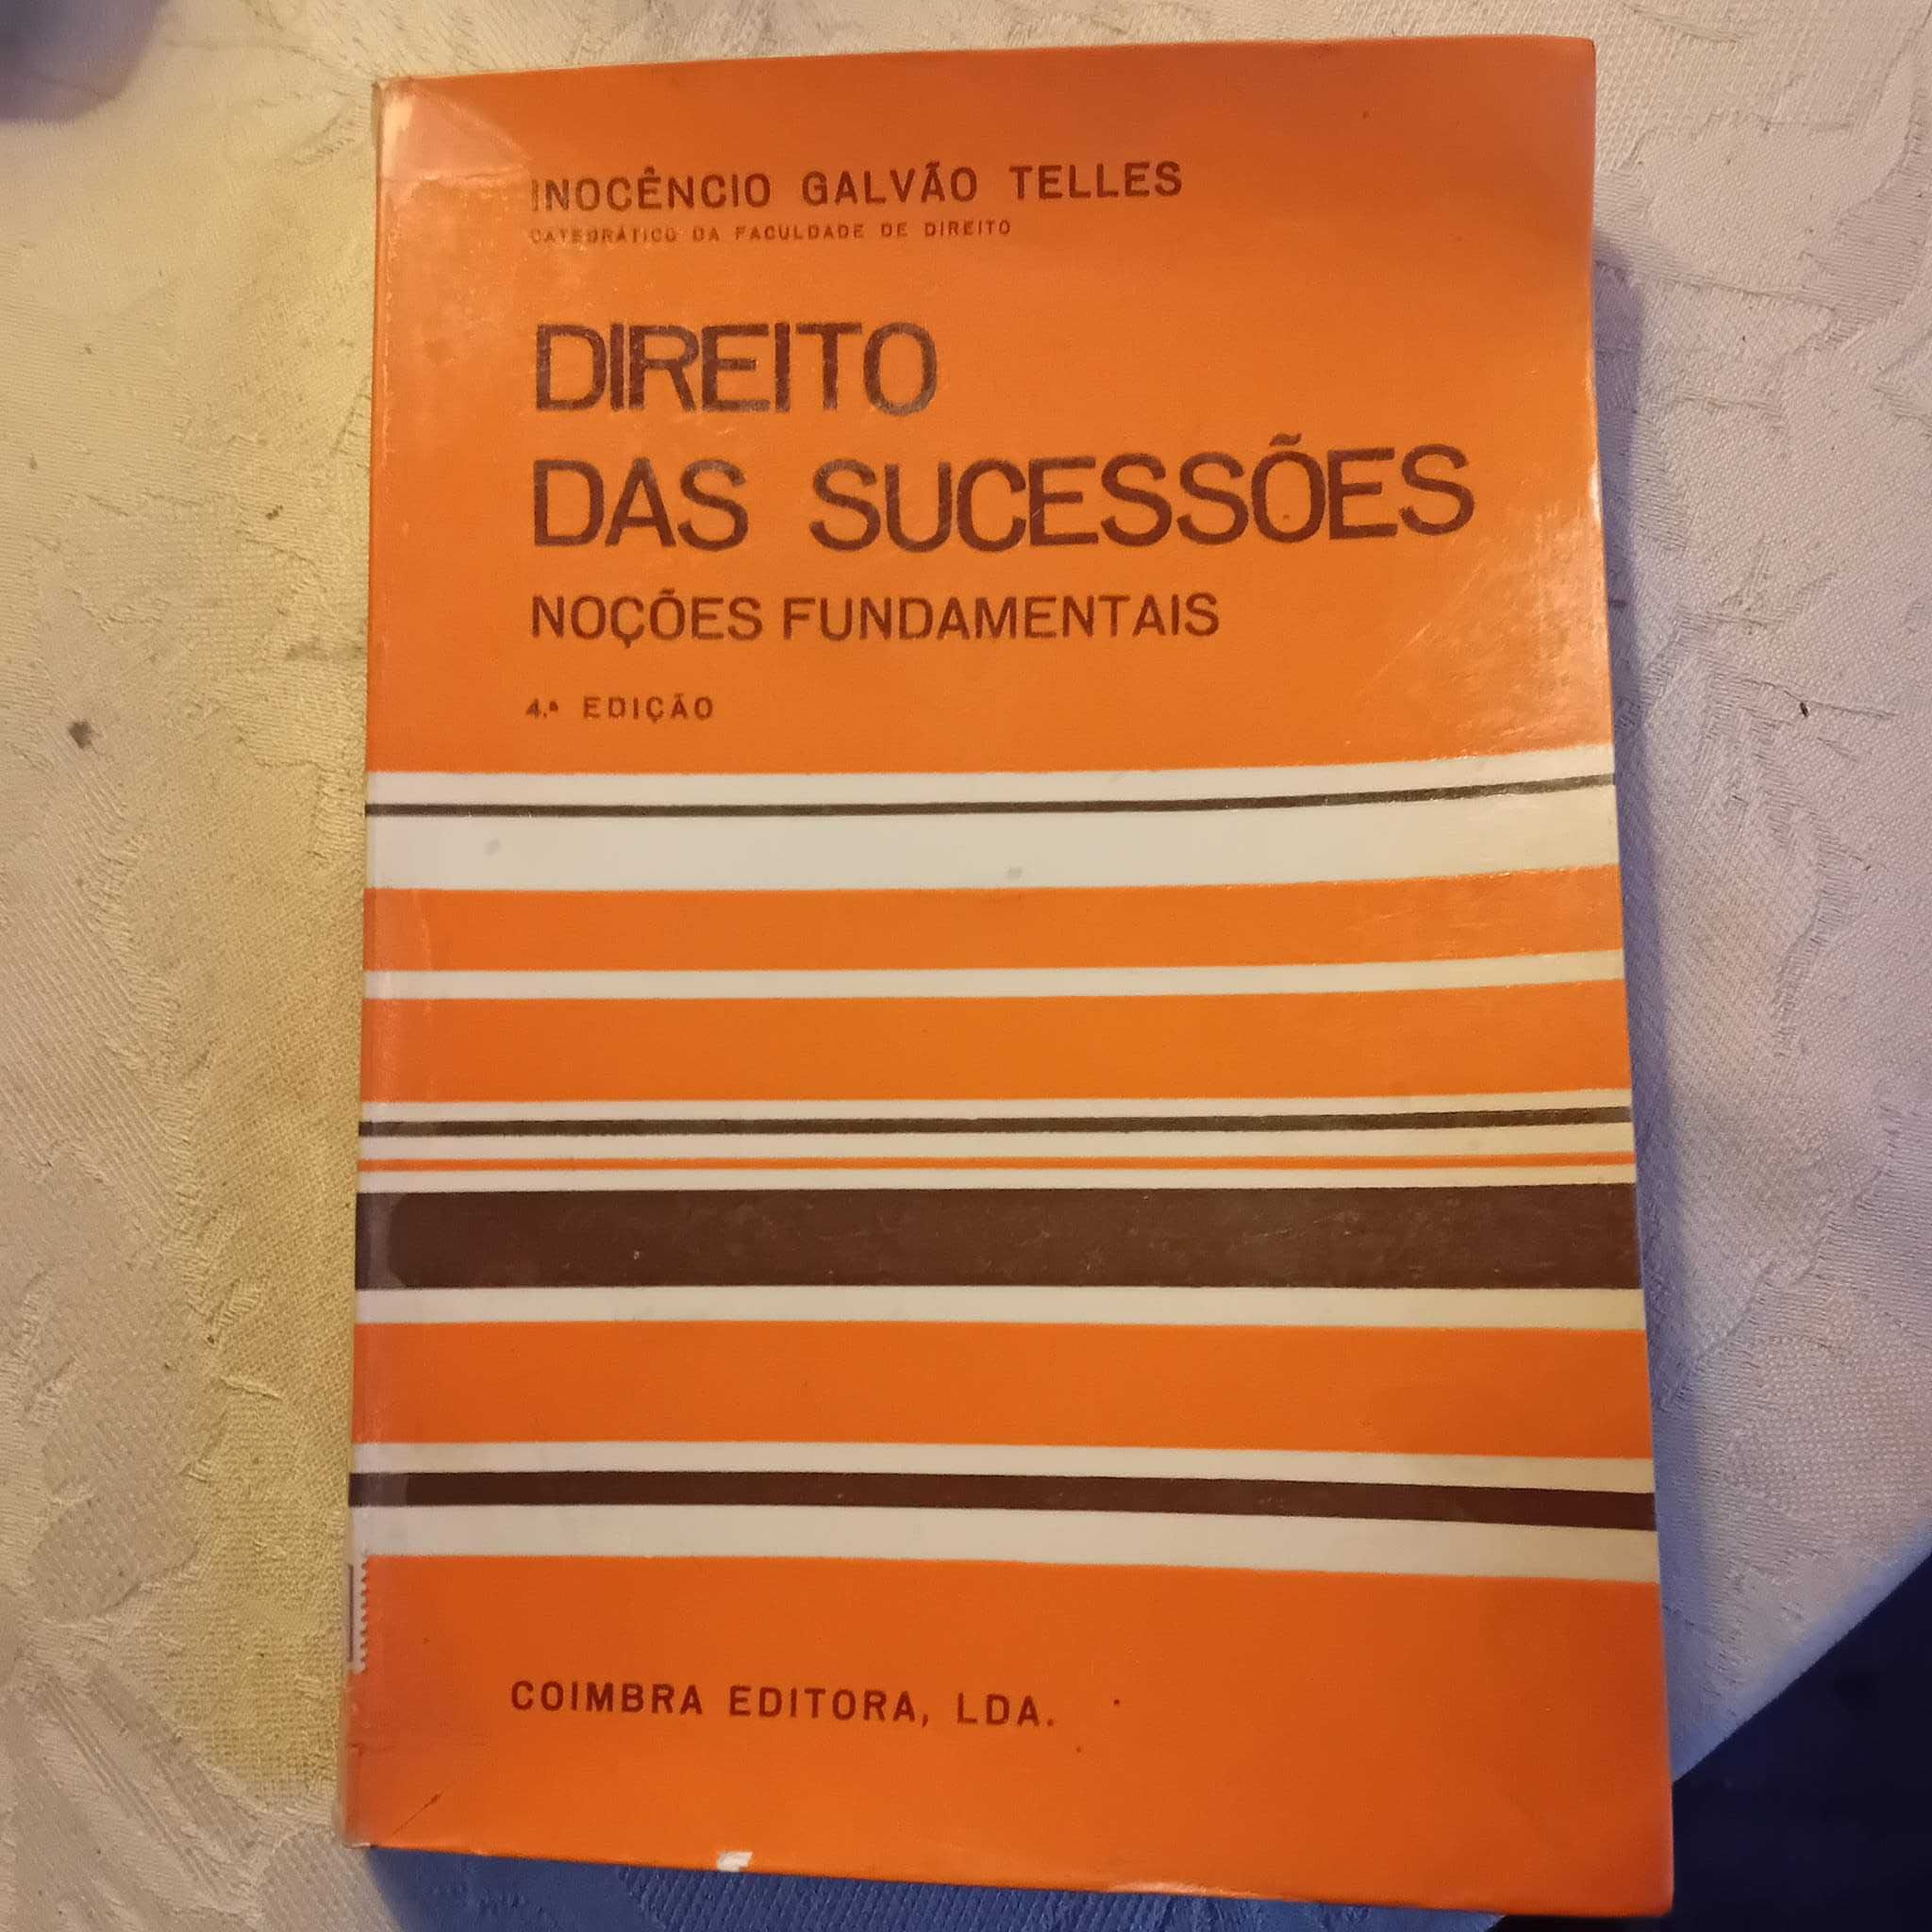 INOCÊNCIO GALVÃO TELLES
CATEDRÁTICO DA FACULDADE DE DIREITO
DIREITO
DAS SUCESSÕES
NOÇÕES FUNDAMENTAIS
4.ª EDIÇÃO
COIMBRA EDITORA, LDA.